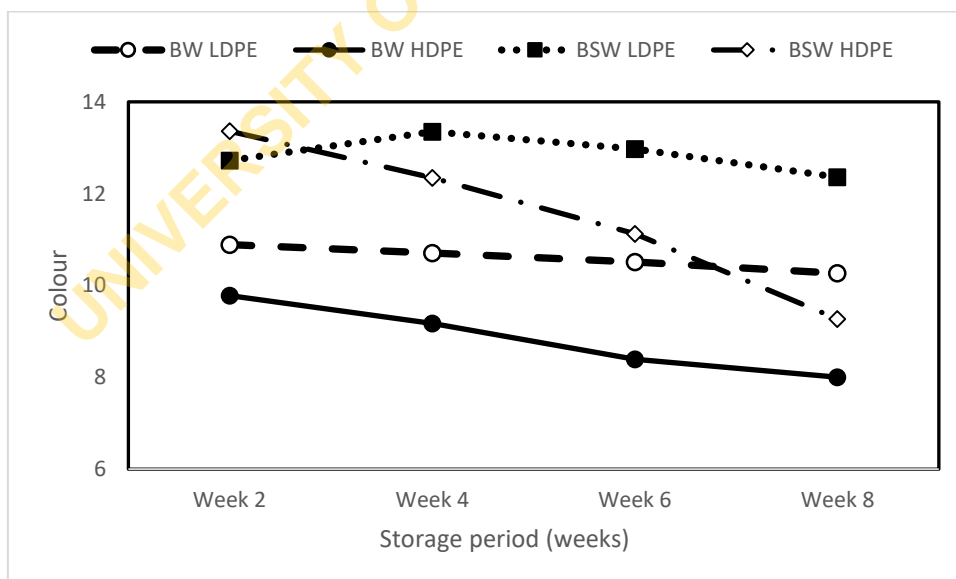 BW LDPE BW HDPE BSW LDPE BSW HDPE
14
12
10
8
6
Colour
Week 2 Week 4 Week 6 Week 8
Storage period (weeks)
UNIVERSITY O